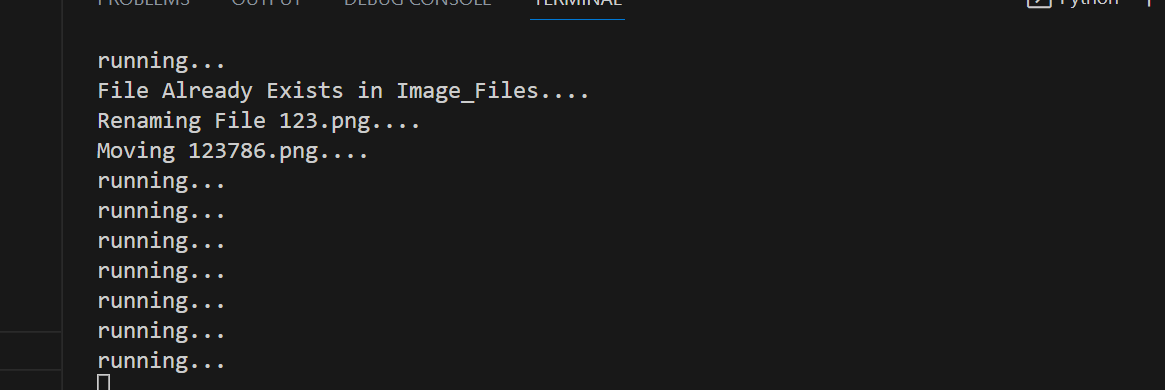 PROBLEMS OUTPUT DEBUG CONSOLE TERMINAL Python
running...
File Already Exists in Image_Files....
Renaming File 123.png....
Moving 123786.png....
running...
running...
running...
running...
running...
running...
running...